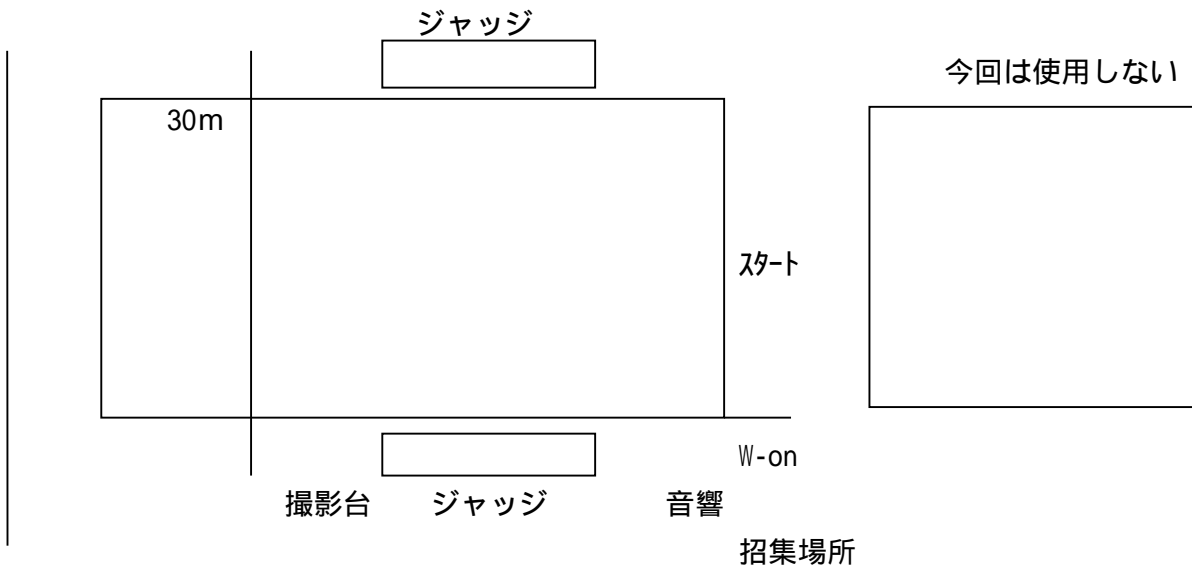 ジャッジ
今回は使用しない
30m
スタート
W-on
撮影台
ジャッジ
音響
招集場所